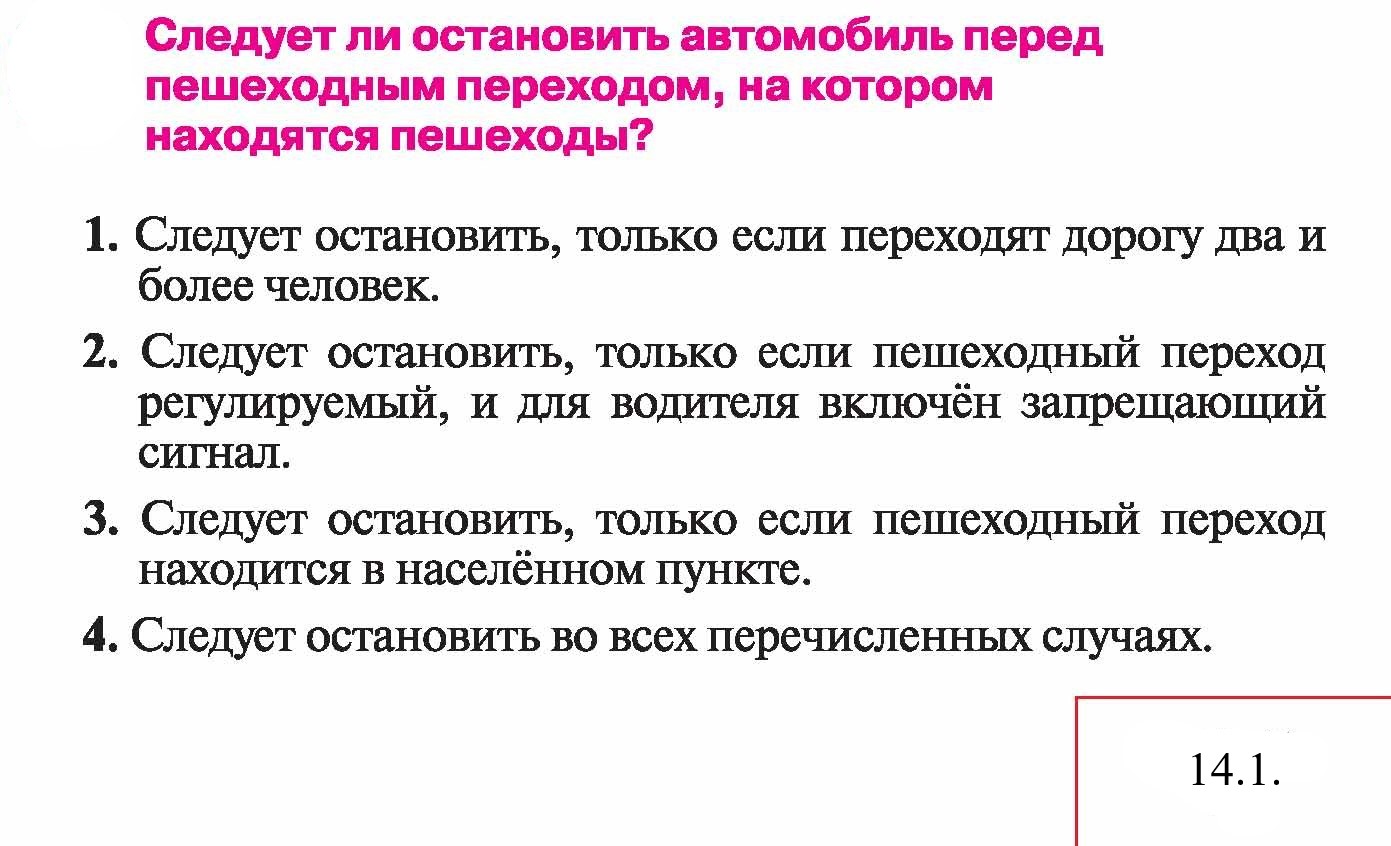 Следует ли остановить автомобиль перед
пешеходным переходом, на котором
находятся пешеходы?
1. Следует остановить, только если переходят дорогу два и
более человек.
2. Следует остановить, только если пешеходный переход
регулируемый, и для водителя включён запрещающий
сигнал.
3. Следует остановить, только если пешеходный переход
находится в населённом пункте.
4. Следует остановить во всех перечисленных случаях.
14.1.